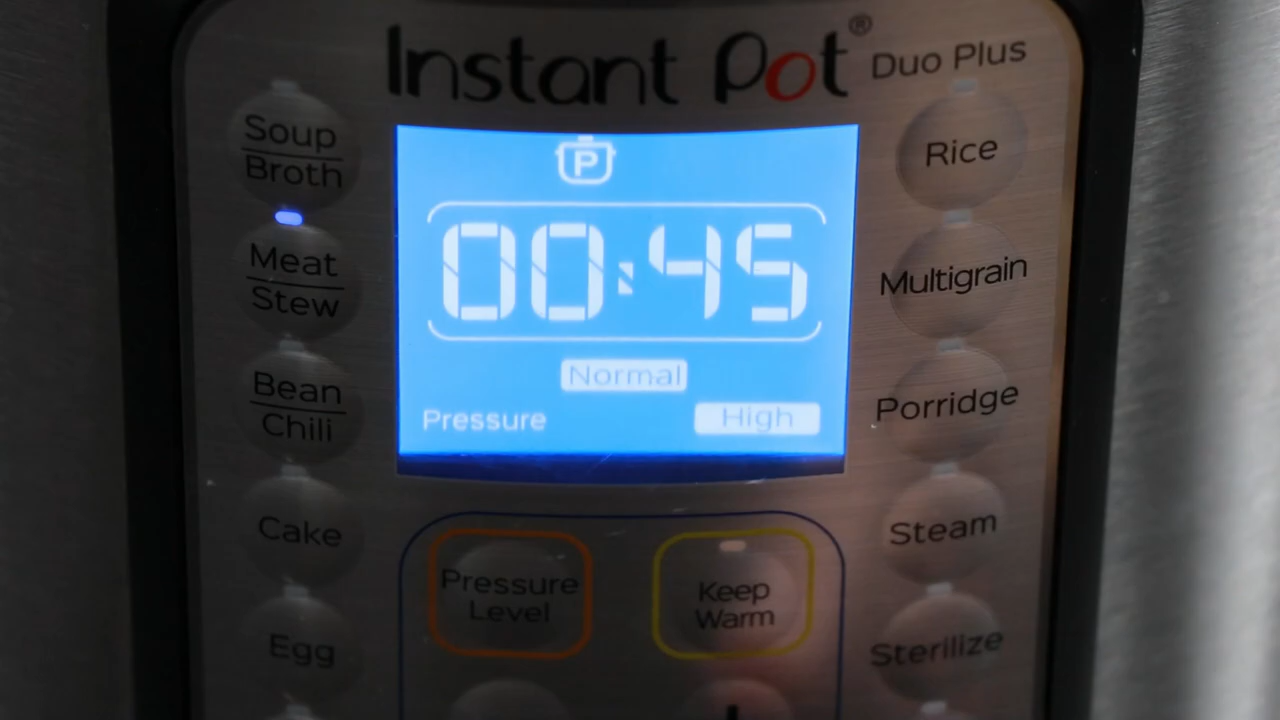 Instant Pot® Duo Plus
Soup
Broth
Meat
Stew
Bean
Chili
Cake
Egg
P
00:45
Normal
Pressure High
Pressure
Level
Keep
Warm
Rice
Multigrain
Porridge
Steam
Sterilize